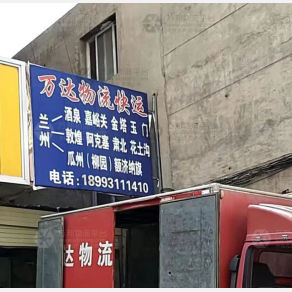 万达物流快运
兰州 — 酒泉 嘉峪关 金塔 玉门
敦煌 阿克塞 肃北 花土沟
瓜州(柳园) 额济纳旗
电话:18993111410
达物流